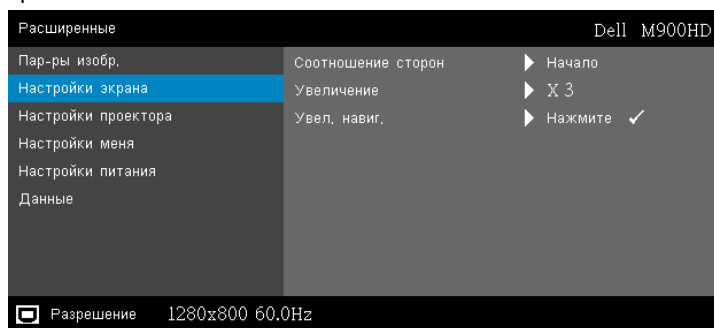 Расширенные Dell M900HD
Пар-ры изобр. Соотношение сторон Начало
Настройки экрана Увеличение X 3
Настройки проектора Увел. навиг. Нажмите ✓
Настройки меня
Настройки питания
Данные
Разрешение 1280x800 60.0Hz